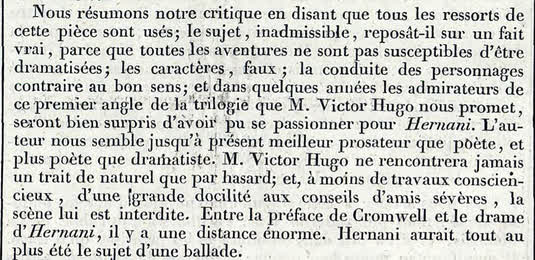 Nous résumons notre critique en disant que tous les ressorts de
cette pièce sont usés; le sujet, inadmissible, reposât-il sur un fait
vrai, parce que toutes les aventures ne sont pas susceptibles d'être
dramatisées; les caractères, faux; la conduite des personnages
contraire au bon sens; et dans quelques années les admirateurs de
ce premier angle de la trilogie que M. Victor Hugo nous promet,
seront bien surpris d'avoir pu se passionner pour Hernani. L'au-
teur nous semble jusqu'à présent meilleur prosateur que poète, et
plus poète que dramatiste. M. Victor Hugo ne rencontrera jamais
un trait de naturel que par hasard; et, à moins de travaux conscien-
cieux, d'une grande docilité aux conseils d'amis sévères, la
scène lui est interdite. Entre la préface de Cromwell et le drame
d'Hernani, il y a une distance énorme. Hernani aurait tout au
plus été le sujet d'une ballade.